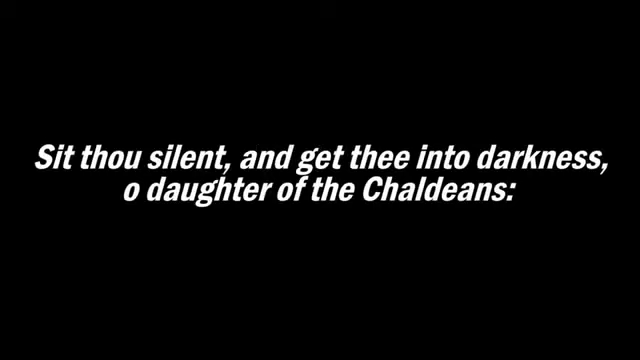 Sit thou silent, and get thee into darkness,
o daughter of the Chaldeans: